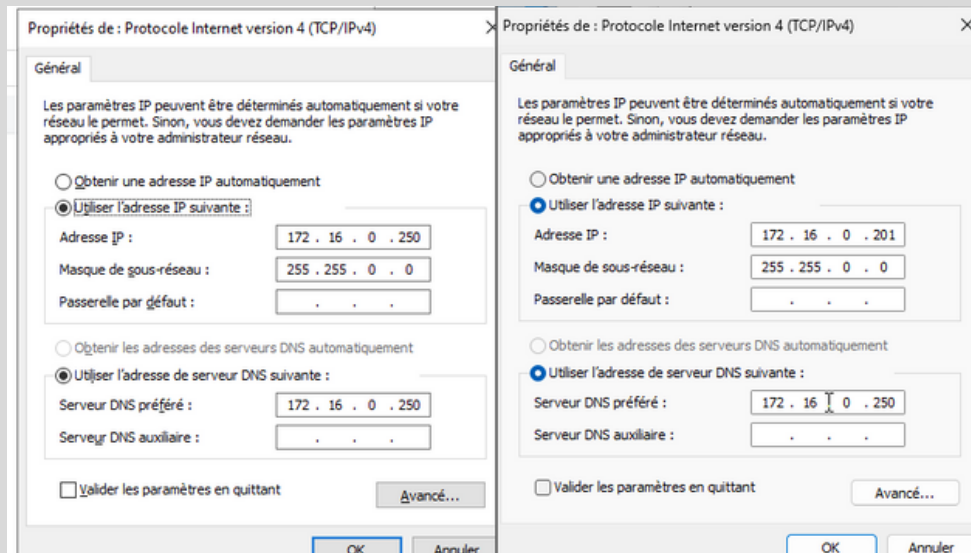 Propriétés de : Protocole Internet version 4 (TCP/IPv4)
Général
Les paramètres IP peuvent être déterminés automatiquement si votre
réseau le permet. Sinon, vous devez demander les paramètres IP
appropriés à votre administrateur réseau.
Obtenir une adresse IP automatiquement
Utiliser l'adresse IP suivante :
Adresse IP : 172 . 16 . 0 . 250
Masque de sous-réseau : 255 . 255 . 0 . 0
Passerelle par défaut : . . .
Obtenir les adresses des serveurs DNS automatiquement
Utiliser l'adresse de serveur DNS suivante :
Serveur DNS préféré : 172 . 16 . 0 . 250
Serveur DNS auxiliaire : . . .
Valider les paramètres en quittant
Avancé...
OK Annuler
Propriétés de : Protocole Internet version 4 (TCP/IPv4)
Général
Les paramètres IP peuvent être déterminés automatiquement si votre
réseau le permet. Sinon, vous devez demander les paramètres IP
appropriés à votre administrateur réseau.
Obtenir une adresse IP automatiquement
Utiliser l'adresse IP suivante :
Adresse IP : 172 . 16 . 0 . 201
Masque de sous-réseau : 255 . 255 . 0 . 0
Passerelle par défaut : . . .
Obtenir les adresses des serveurs DNS automatiquement
Utiliser l'adresse de serveur DNS suivante :
Serveur DNS préféré : 172 . 16 . 0 . 250
Serveur DNS auxiliaire : . . .
Valider les paramètres en quittant
Avancé...
OK Annuler